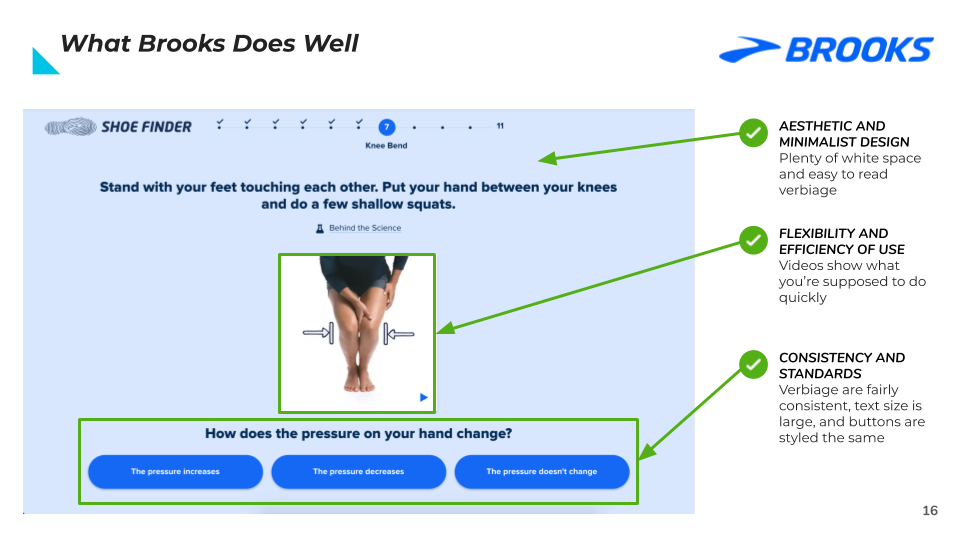 What Brooks Does Well
BROOKS
SHOE FINDER
7
11
Knee Bend
Stand with your feet touching each other. Put your hand between your knees
and do a few shallow squats.
Behind the Science
How does the pressure on your hand change?
The pressure increases
The pressure decreases
The pressure doesn't change
AESTHETIC AND
MINIMALIST DESIGN
Plenty of white space
and easy to read
verbiage
FLEXIBILITY AND
EFFICIENCY OF USE
Videos show what
you're supposed to do
quickly
CONSISTENCY AND
STANDARDS
Verbiage are fairly
consistent, text size is
large, and buttons are
styled the same
16